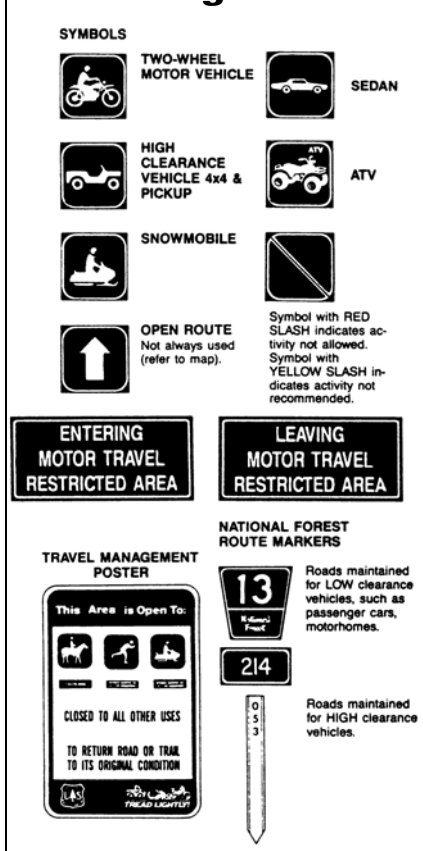 SYMBOLS
TWO-WHEEL
MOTOR VEHICLE
SEDAN
HIGH
CLEARANCE
VEHICLE 4x4 &
PICKUP
ATV
ATV
SNOWMOBILE
Symbol with RED
SLASH indicates ac-
tivity not allowed.
Symbol with
YELLOW SLASH in-
dicates activity not
recommended.
OPEN ROUTE
Not always used
(refer to map).
ENTERING
MOTOR TRAVEL
RESTRICTED AREA
LEAVING
MOTOR TRAVEL
RESTRICTED AREA
TRAVEL MANAGEMENT
POSTER
This Area is Open To:
CLOSED TO ALL OTHER USES
TO RETURN ROAD OR TRAIL
TO ITS ORIGINAL CONDITION
U S
TREAD LIGHTLY!
NATIONAL FOREST
ROUTE MARKERS
13
National
Forest
Roads maintained
for LOW clearance
vehicles, such as
passenger cars,
motorhomes.
214
0
5
3
Roads maintained
for HIGH clearance
vehicles.